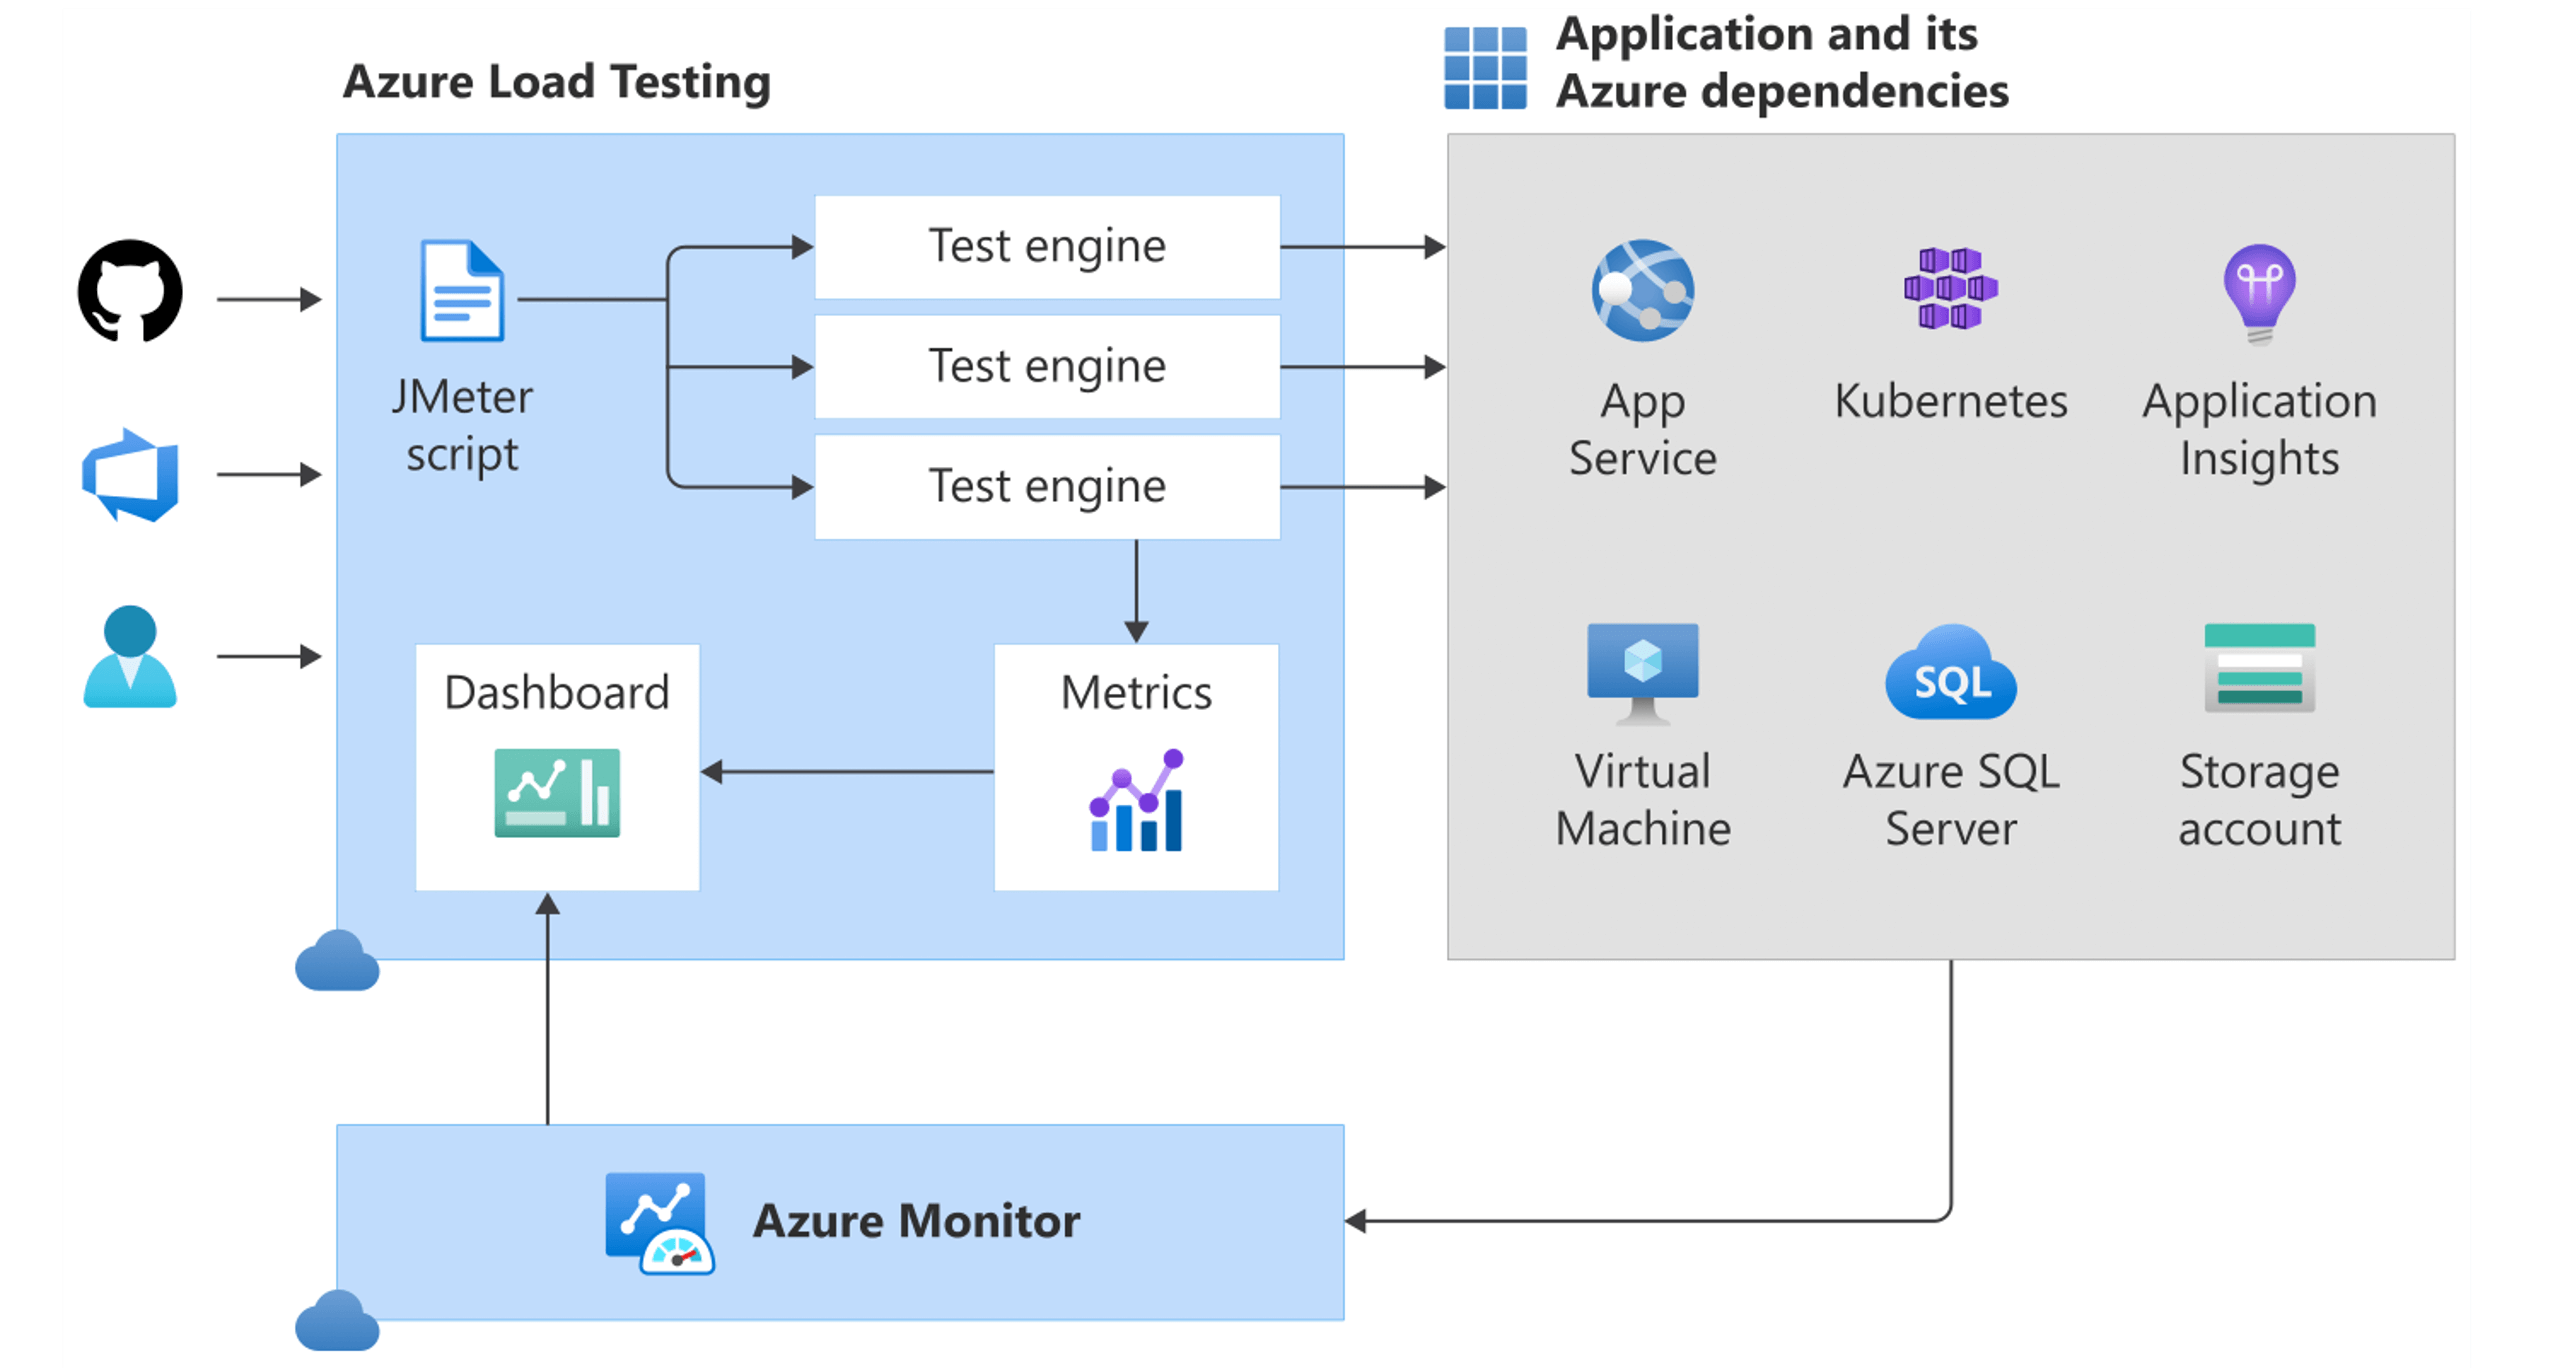 Azure Load Testing
Application and its
Azure dependencies
JMeter
script
Test engine
Test engine
Test engine
Dashboard
Metrics
App
Service
Kubernetes
Application
Insights
Virtual
Machine
SQL
Azure SQL
Server
Storage
account
Azure Monitor